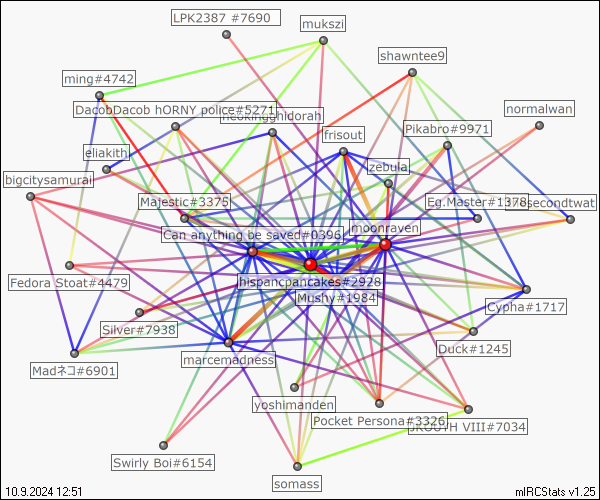 LPK2387 #7690
mukszi
shawntee9
ming#4742
DacobDacob hORNY police#5271
neokingghidorah
normalwan
frisout
Pikabro#9971
eliakith
zebula
bigcitysamurai
Majestic#3375
Eg.Master#1378
secondtwat
Can anything be saved#0396
moonraven
Fedora Stoat#4479
hispancpancakes#2928
Mushy#1984
Cypha#1717
Silver#7938
Duck#1245
Madネコ#6901
marcemadness
yoshimanden
Pocket Persona#3326
VIII#7034
Swirly Boi#6154
somass
10.9.2024 12:51
mIRCStats v1.25